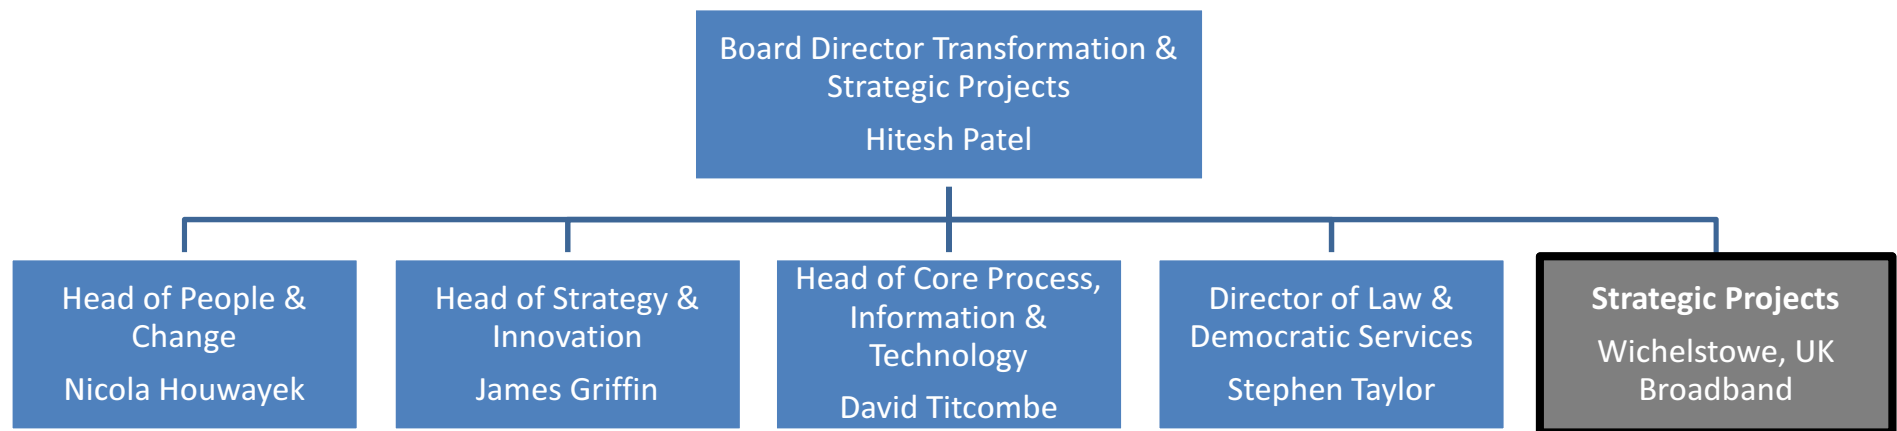 Board Director Transformation &
Strategic Projects
Hitesh Patel
Head of People &
Change
Nicola Houwayek
Head of Strategy &
Innovation
James Griffin
Head of Core Process,
Information &
Technology
David Titcombe
Director of Law &
Democratic Services
Stephen Taylor
Strategic Projects
Wichelstowe, UK
Broadband